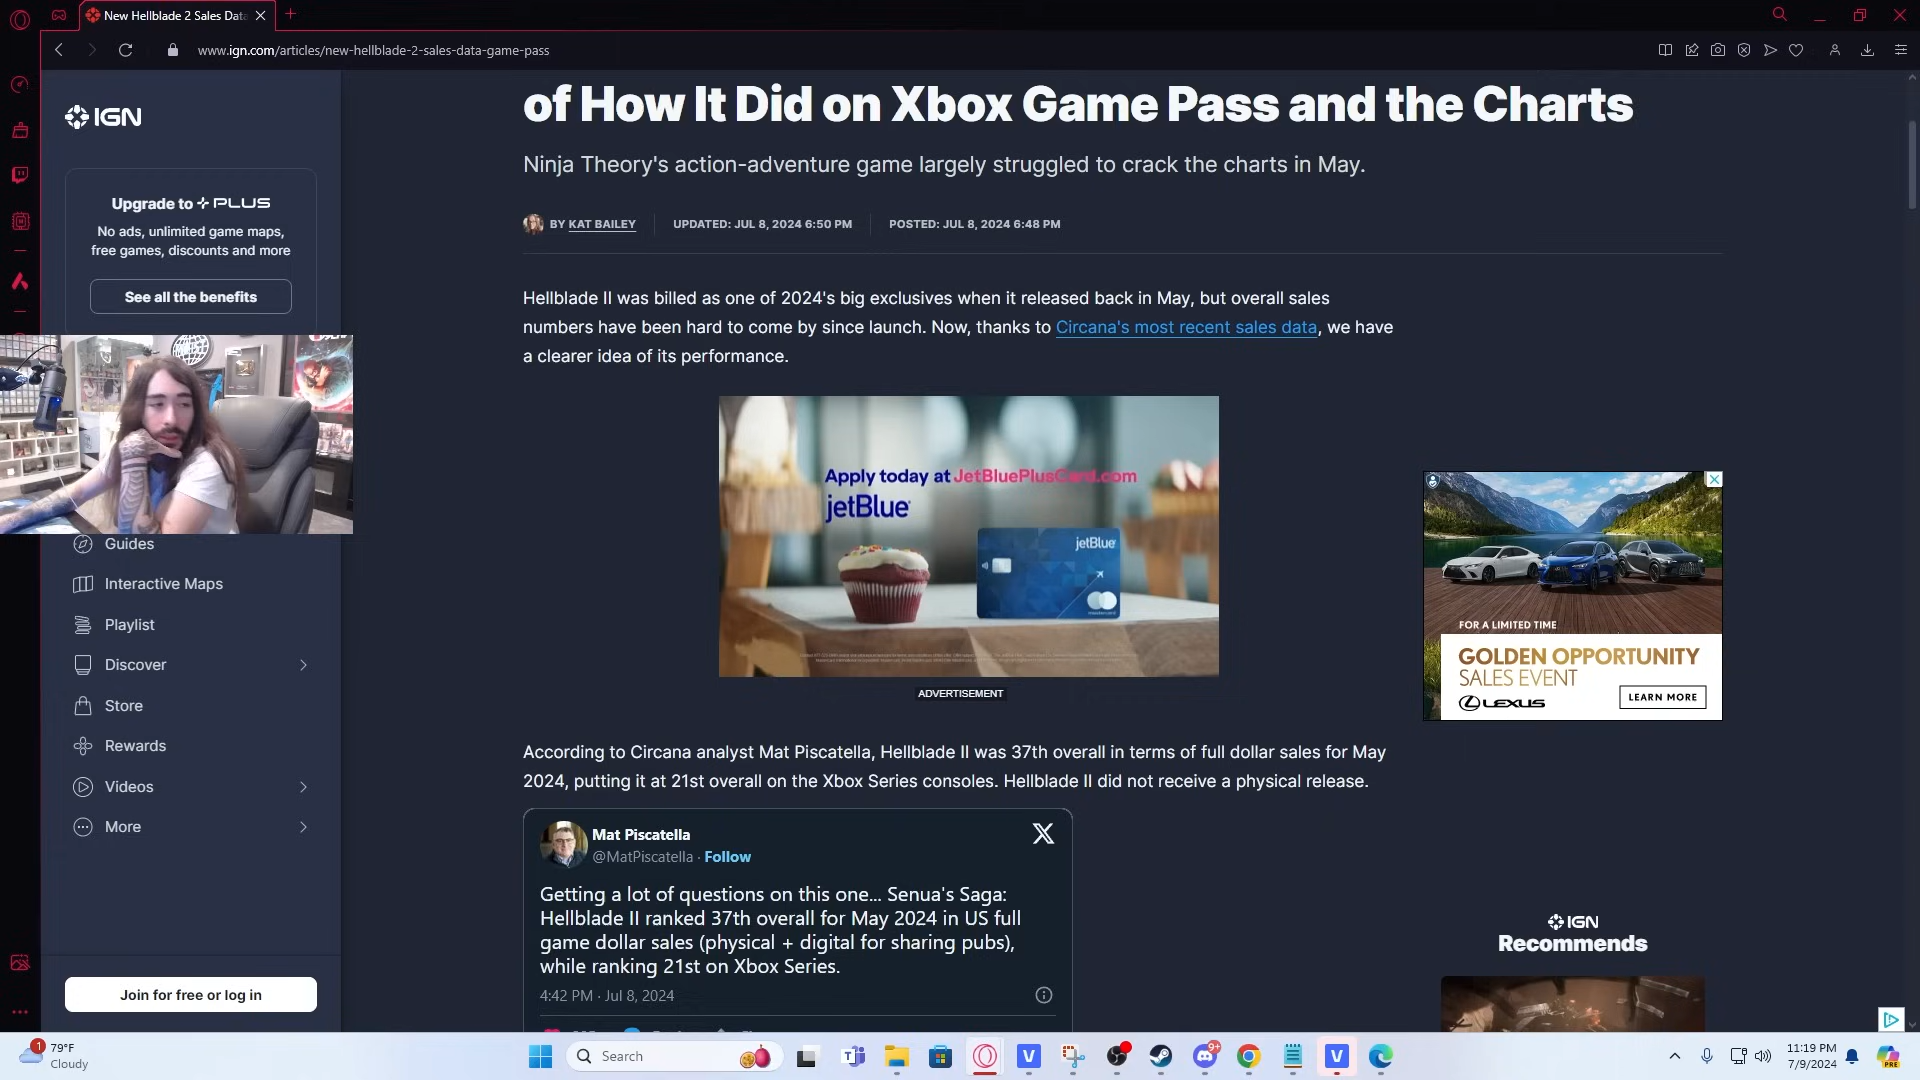 New Hellblade 2 Sales Data
www.ign.com/articles/new-hellblade-2-sales-data-game-pass
IGN
Upgrade to PLUS
No ads, unlimited game maps,
free games, discounts and more
See all the benefits
Guides
Interactive Maps
Playlist
Discover
Store
Rewards
Videos
More
Join for free or log in
of How It Did on Xbox Game Pass and the Charts
Ninja Theory's action-adventure game largely struggled to crack the charts in May.
BY KAT BAILEY
UPDATED: JUL 8, 2024 6:50 PM
POSTED: JUL 8, 2024 6:48 PM
Hellblade II was billed as one of 2024's big exclusives when it released back in May, but overall sales
numbers have been hard to come by since launch. Now, thanks to Circana's most recent sales data, we have
a clearer idea of its performance.
Apply today at JetBluePlusCard.com
jetBlue
jetBlue
ADVERTISEMENT
FOR A LIMITED TIME
GOLDEN OPPORTUNITY
SALES EVENT
LEXUS
LEARN MORE
According to Circana analyst Mat Piscatella, Hellblade II was 37th overall in terms of full dollar sales for May
2024, putting it at 21st overall on the Xbox Series consoles. Hellblade II did not receive a physical release.
Mat Piscatella
@MatPiscatella · Follow
Getting a lot of questions on this one... Senua's Saga:
Hellblade II ranked 37th overall for May 2024 in US full
game dollar sales (physical + digital for sharing pubs),
while ranking 21st on Xbox Series.
4:42 PM · Jul 8, 2024
IGN
Recommends
1
79°F
Cloudy
Search
9+
11:19 PM
7/9/2024
PRE